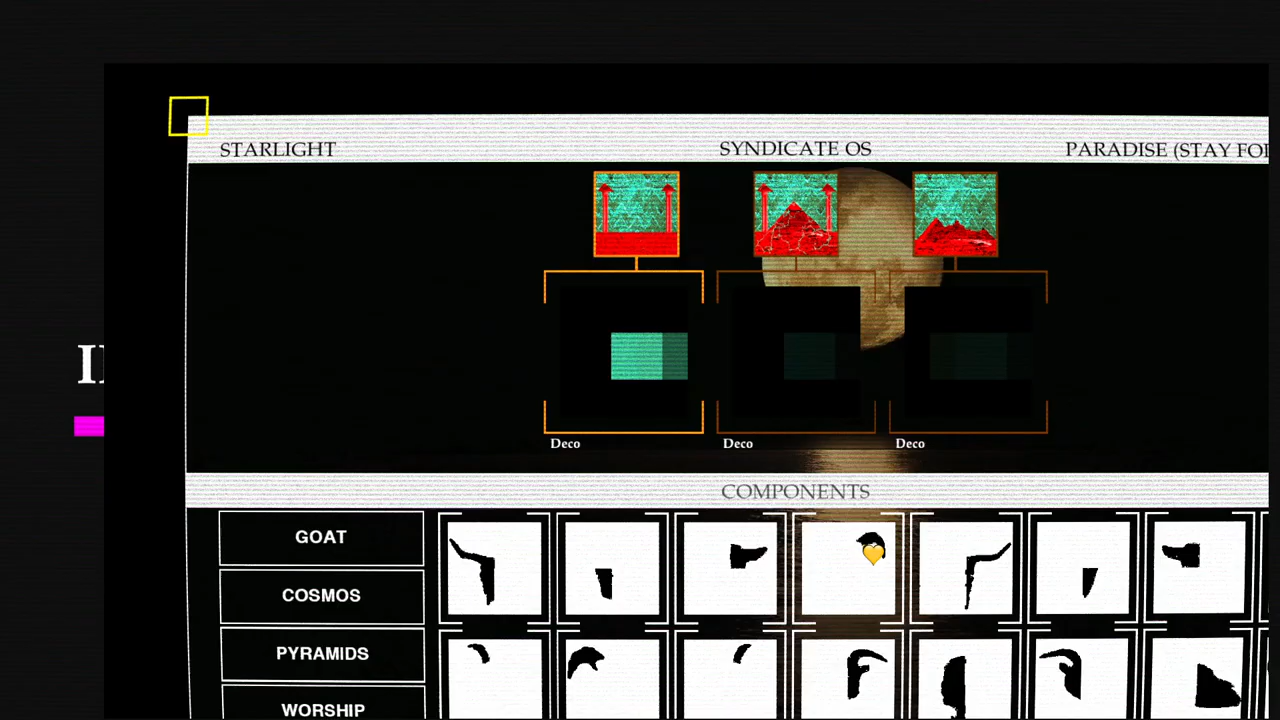 STARLIGHT
SYNDICATE OS
PARADISE (STAY FO
Deco
Deco
Deco
COMPONENTS
GOAT
COSMOS
PYRAMIDS
WORSHIP